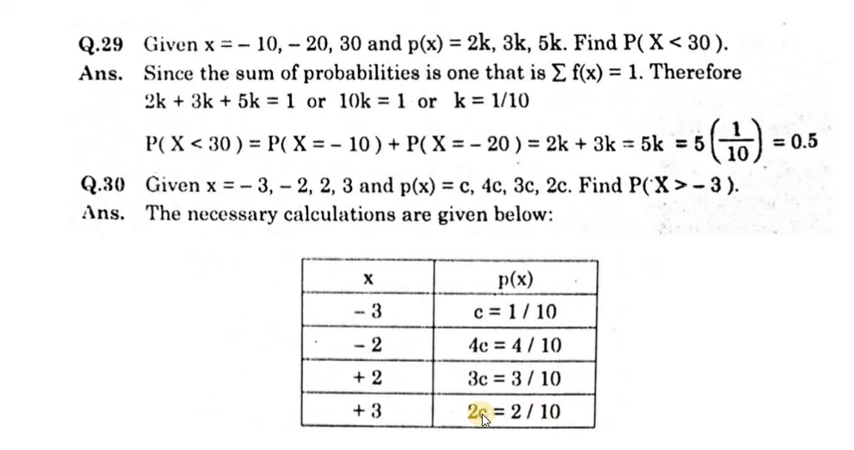 Q.29 Given x = – 10, – 20, 30 and p(x) = 2k, 3k, 5k. Find P( X < 30 ).
Ans. Since the sum of probabilities is one that is ∑ f(x) = 1. Therefore
2k + 3k + 5k = 1 or 10k = 1 or k = 1/10
P( X < 30 ) = P( X = – 10 ) + P( X = – 20 ) = 2k + 3k = 5k = 5 ( 1/10 ) = 0.5
Q.30 Given x = – 3, – 2, 2, 3 and p(x) = c, 4c, 3c, 2c. Find P( X > – 3 ).
Ans. The necessary calculations are given below:
x p(x)
– 3 c = 1 / 10
– 2 4c = 4 / 10
+ 2 3c = 3 / 10
+ 3 2c = 2 / 10